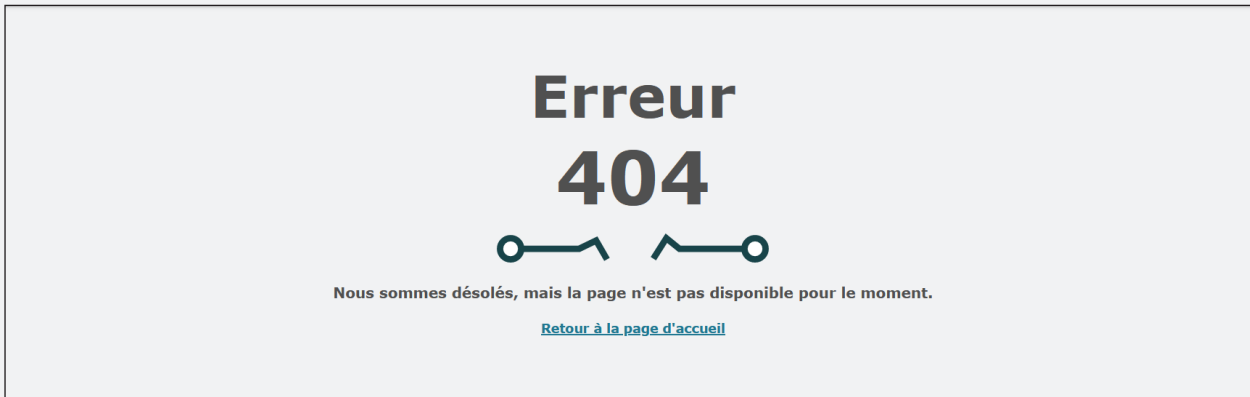 Erreur
404
Nous sommes désolés, mais la page n'est pas disponible pour le moment.
Retour à la page d'accueil